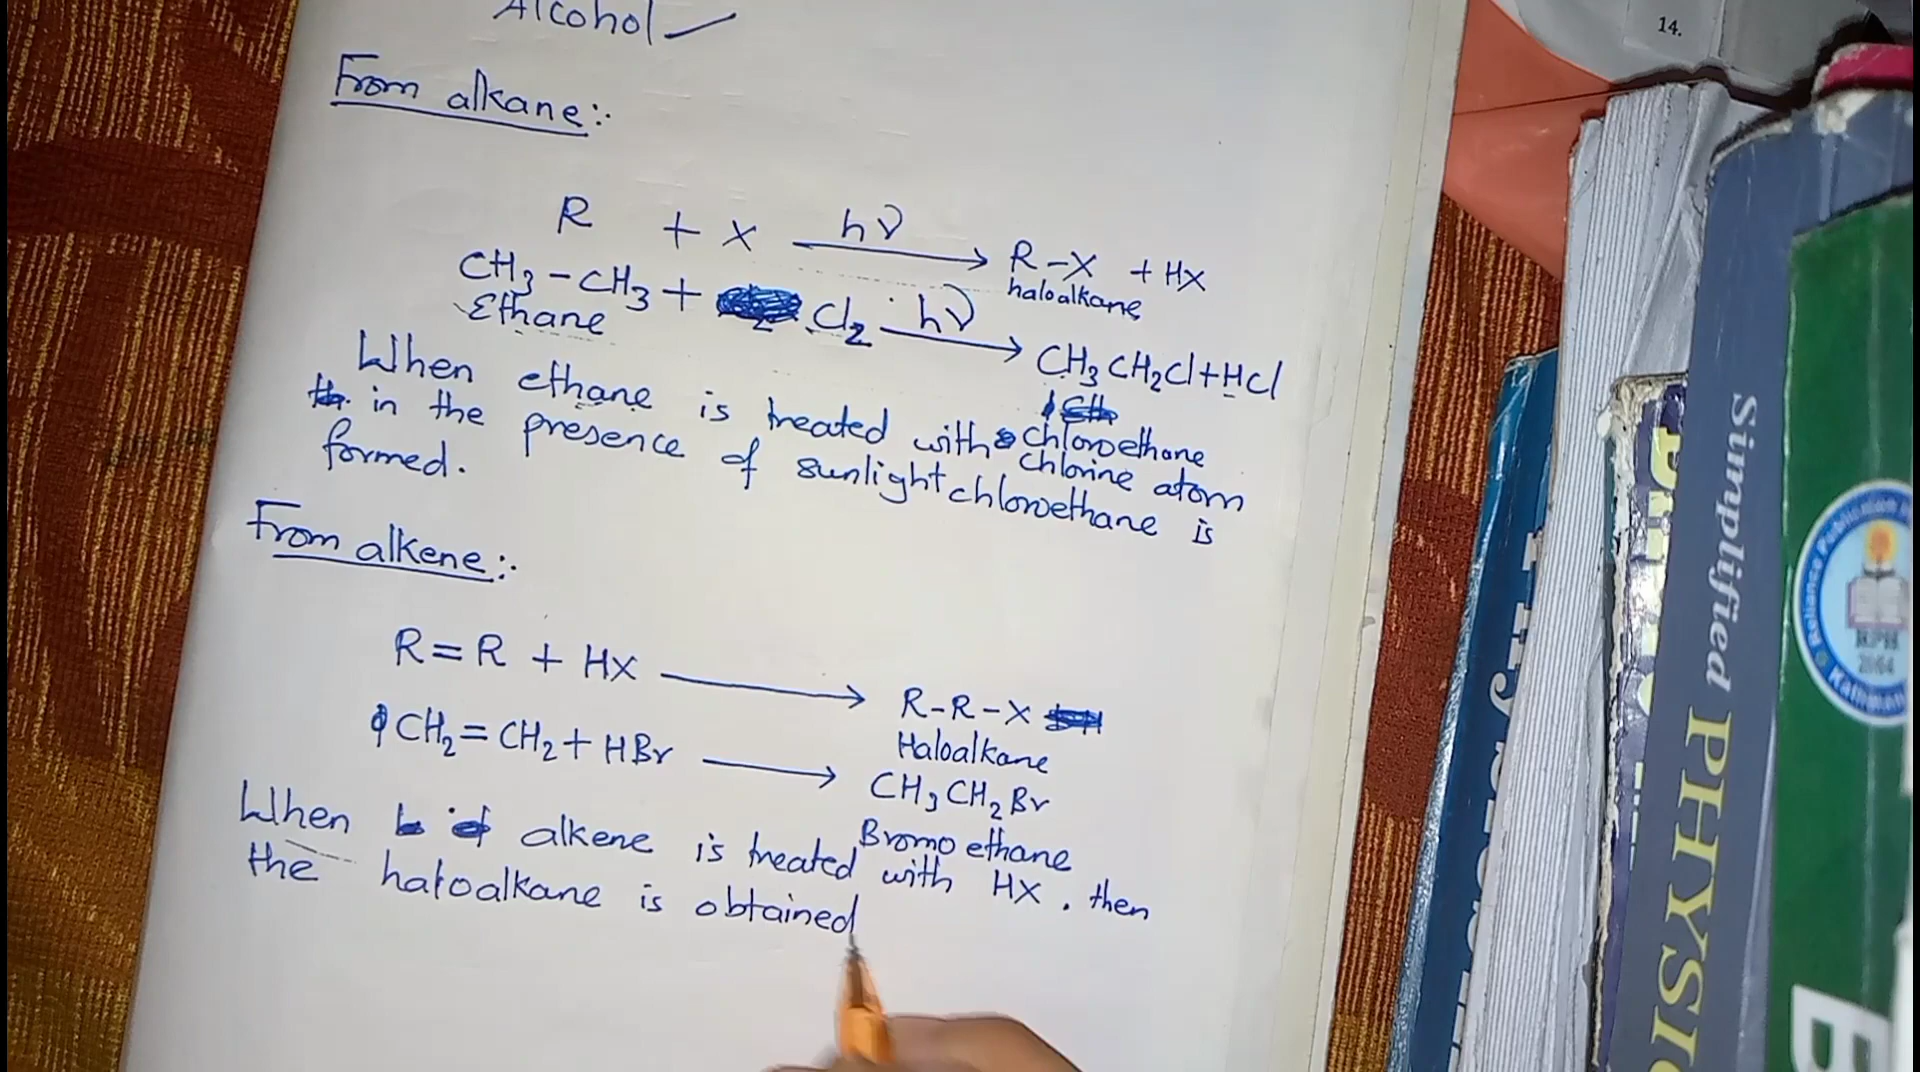 Alcohol
From alkane:
R + X hν R-X + HX
haloalkane
CH3-CH3 + Cl2 hν CH3CH2Cl+HCl
Ethane
chloroethane
When ethane is treated with chlorine atom
in the presence of sunlight chloroethane is
formed.
From alkene:
R=R + HX R-R-X
Haloalkane
CH2=CH2+ HBr CH3CH2Br
Bromoethane
When alkene is treated with HX. then
the haloalkane is obtained
14.
Simplified PHYSI